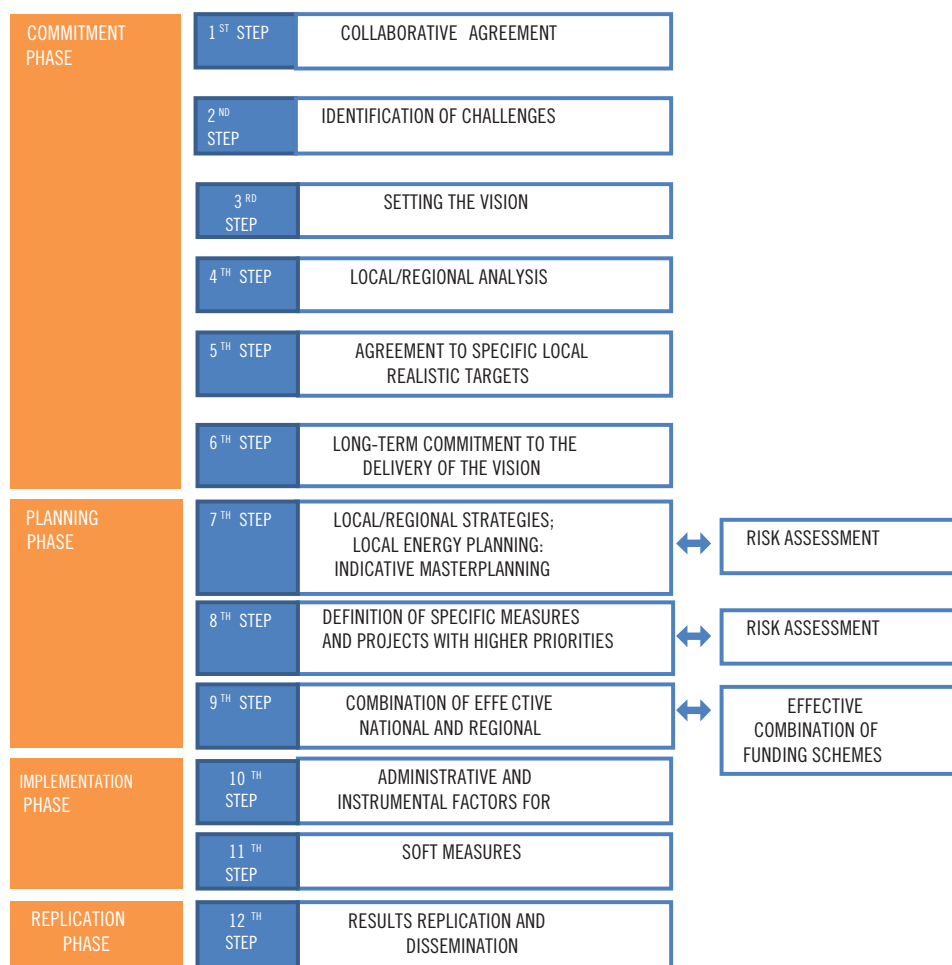 COMMITMENT
PHASE
1 ST STEP
COLLABORATIVE AGREEMENT
2 ND
STEP
IDENTIFICATION OF CHALLENGES
3 RD
STEP
SETTING THE VISION
4 TH STEP
LOCAL/REGIONAL ANALYSIS
5 TH STEP
AGREEMENT TO SPECIFIC LOCAL
REALISTIC TARGETS
6 TH STEP
LONG-TERM COMMITMENT TO THE
DELIVERY OF THE VISION
PLANNING
PHASE
7 TH STEP
LOCAL/REGIONAL STRATEGIES;
LOCAL ENERGY PLANNING:
INDICATIVE MASTERPLANNING
RISK ASSESSMENT
8 TH STEP
DEFINITION OF SPECIFIC MEASURES
AND PROJECTS WITH HIGHER PRIORITIES
RISK ASSESSMENT
9 TH STEP
COMBINATION OF EFFECTIVE
NATIONAL AND REGIONAL
EFFECTIVE
COMBINATION OF
FUNDING SCHEMES
IMPLEMENTATION
PHASE
10 TH
STEP
ADMINISTRATIVE AND
INSTRUMENTAL FACTORS FOR
11 TH
STEP
SOFT MEASURES
REPLICATION
PHASE
12 TH
STEP
RESULTS REPLICATION AND
DISSEMINATION